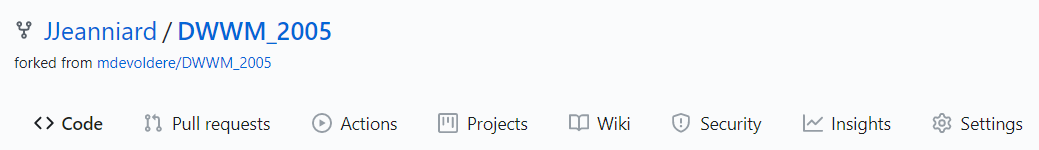 JJeanniard / DWWM_2005
forked from mdevoldere/DWWM_2005
Code Pull requests Actions Projects Wiki Security Insights Settings